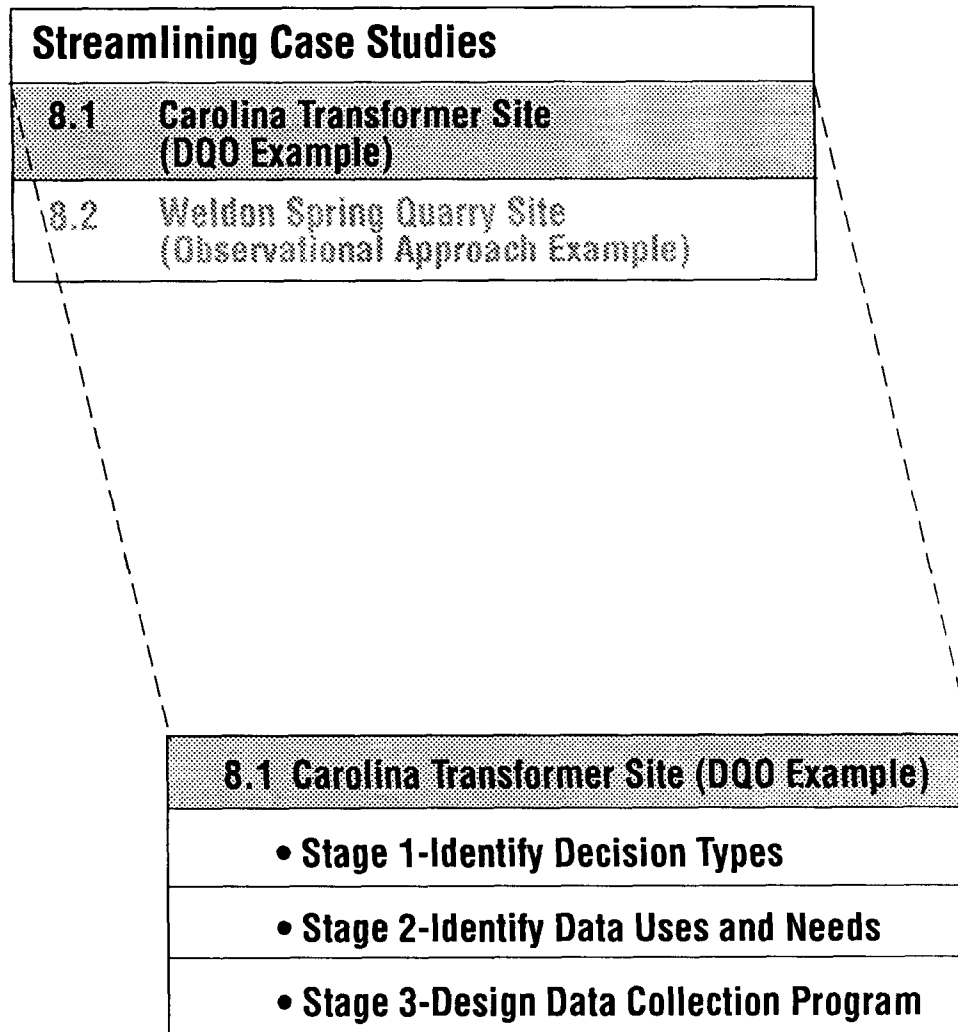 Streamlining Case Studies
8.1 Carolina Transformer Site
(DQO Example)
8.2 Weldon Spring Quarry Site
(Observational Approach Example)
8.1 Carolina Transformer Site (DQO Example)
• Stage 1-Identify Decision Types
• Stage 2-Identify Data Uses and Needs
• Stage 3-Design Data Collection Program